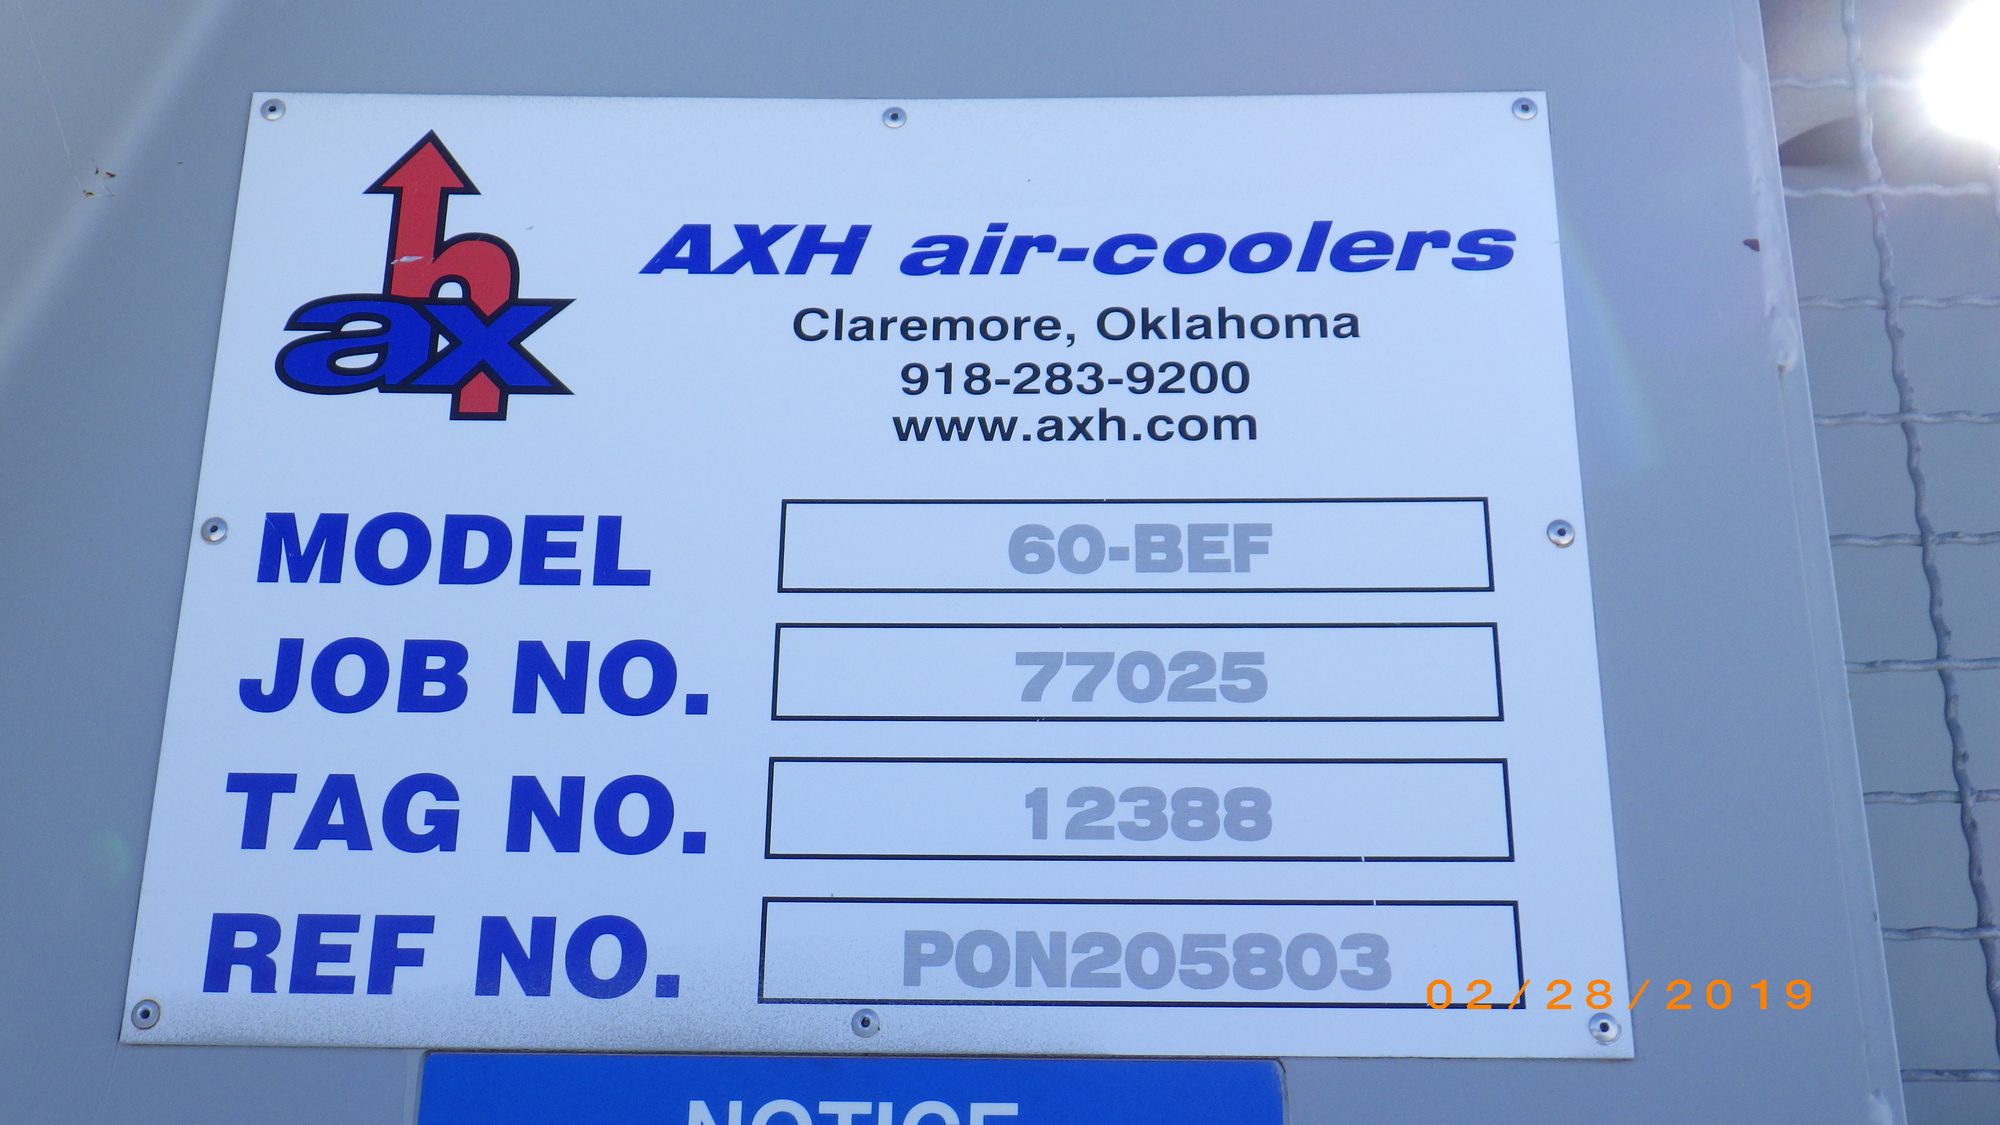 h
ax
AXH air-coolers
Claremore, Oklahoma
918-283-9200
www.axh.com
MODEL 60-BEF
JOB NO. 77025
TAG NO. 12388
REF NO. PON205803
02/28/2019
NOTICE